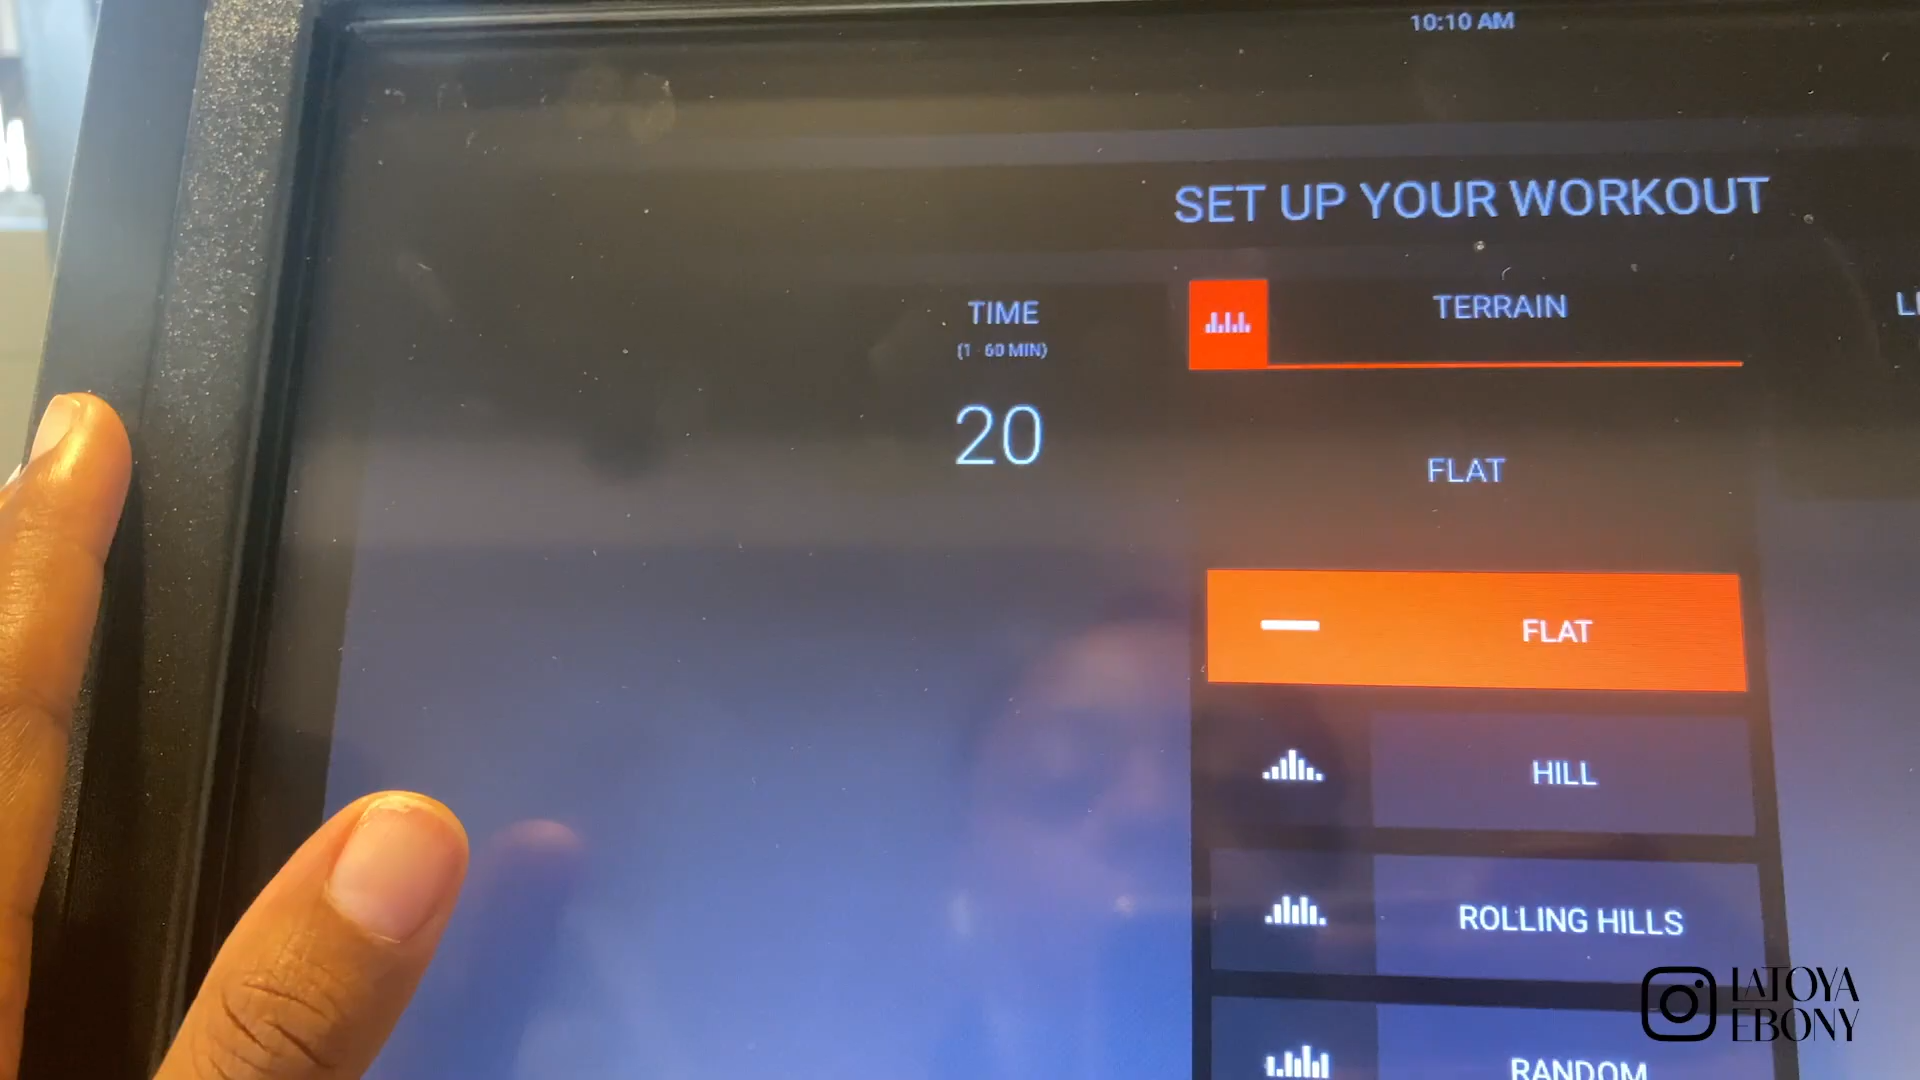 10:10 AM
SET UP YOUR WORKOUT
TIME
(1 - 60 MIN)
20
TERRAIN
FLAT
FLAT
HILL
ROLLING HILLS
RANDOM
LATOYA
EBONY